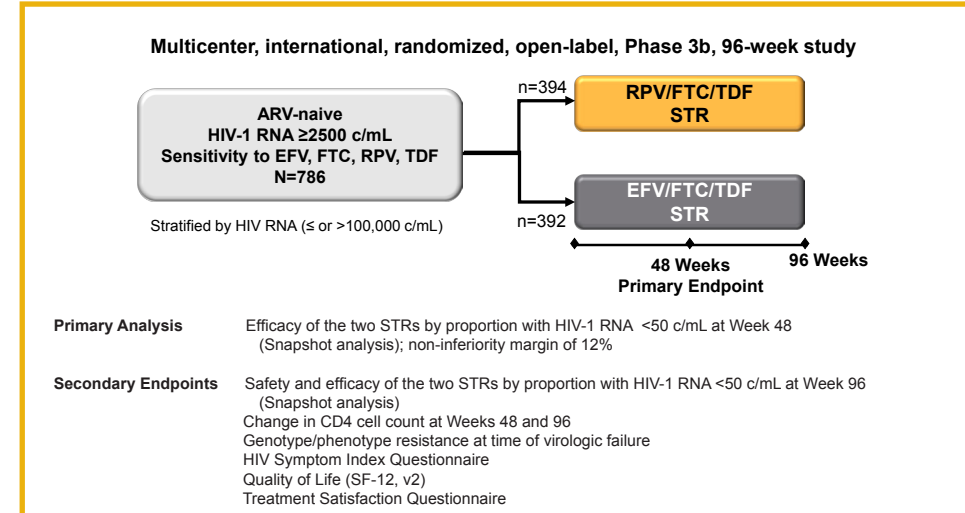 Multicenter, international, randomized, open-label, Phase 3b, 96-week study
ARV-naive
HIV-1 RNA ≥2500 c/mL
Sensitivity to EFV, FTC, RPV, TDF
N=786
Stratified by HIV RNA (≤ or >100,000 c/mL)
n=394
RPV/FTC/TDF
STR
n=392
EFV/FTC/TDF
STR
48 Weeks
Primary Endpoint
96 Weeks
Primary Analysis Efficacy of the two STRs by proportion with HIV-1 RNA <50 c/mL at Week 48
(Snapshot analysis); non-inferiority margin of 12%
Secondary Endpoints Safety and efficacy of the two STRs by proportion with HIV-1 RNA <50 c/mL at Week 96
(Snapshot analysis)
Change in CD4 cell count at Weeks 48 and 96
Genotype/phenotype resistance at time of virologic failure
HIV Symptom Index Questionnaire
Quality of Life (SF-12, v2)
Treatment Satisfaction Questionnaire